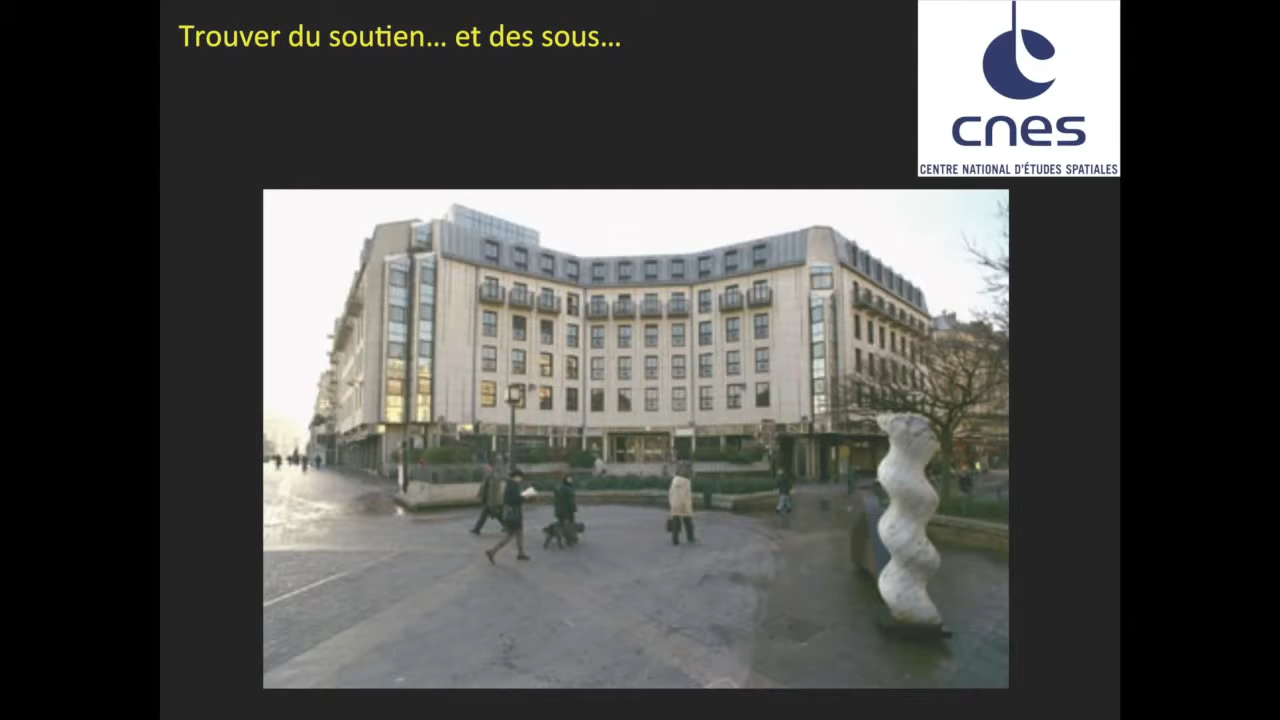 Trouver du soutien... et des sous...
cnes
CENTRE NATIONAL D'ÉTUDES SPATIALES